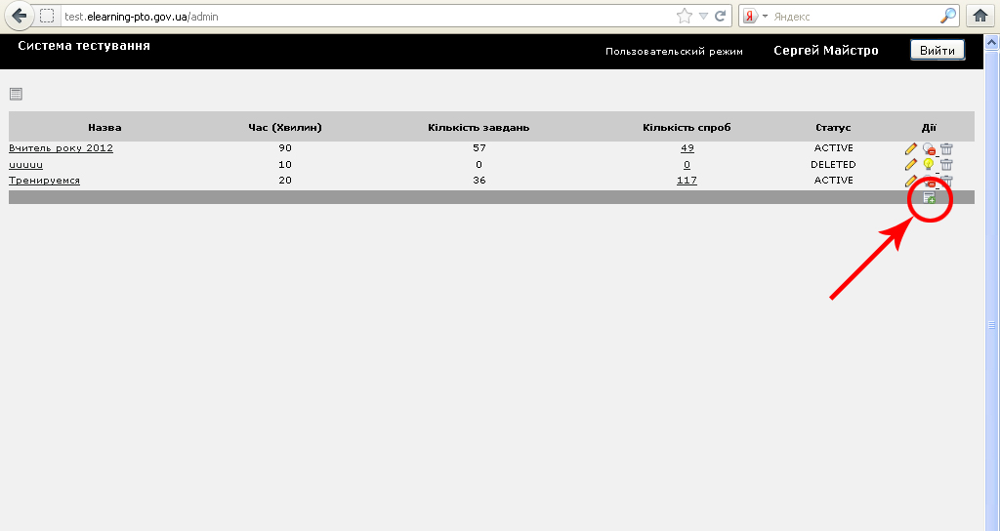 test.elearning-pto.gov.ua/admin
Яндекс
Система тестування
Пользовательский режим Сергей Майстро Вийти
Назва Час (Хвилин) Кількість завдань Кількість спроб Статус Дії
Вчитель року 2012 90 57 49 ACTIVE
uuuuu 10 0 0 DELETED
Тренируемся 20 36 117 ACTIVE